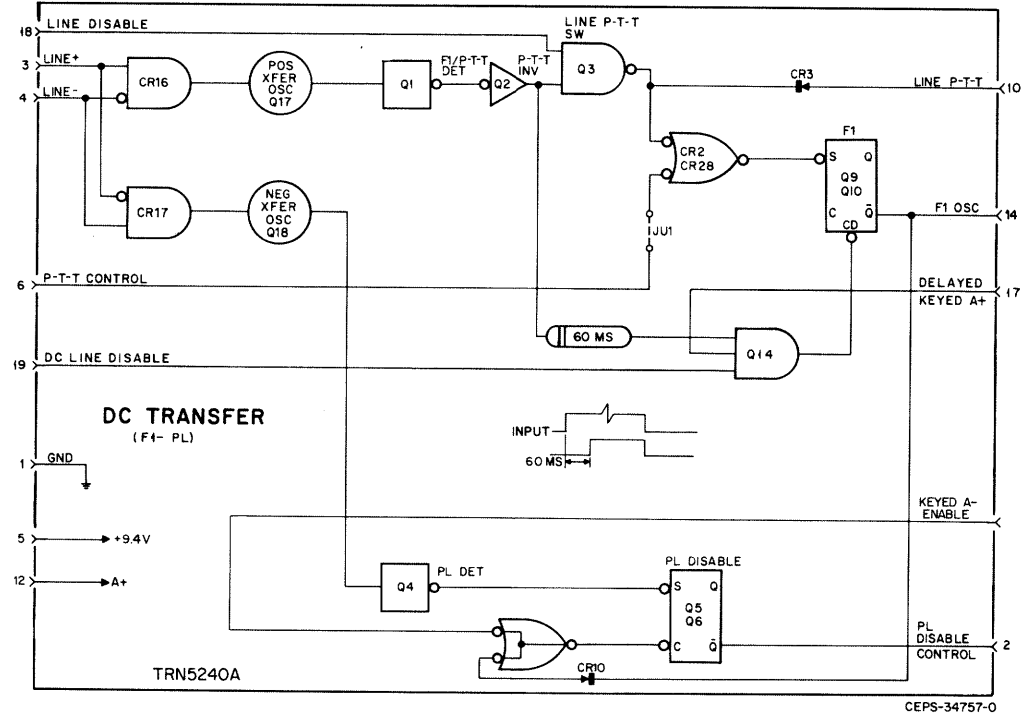 LINE P-T-T
SW
18 LINE DISABLE
3 LINE+
4 LINE-
CR16
POS
XFER
OSC
Q17
Q1
F1/P-T-T
DET
Q2
P-T-T
INV
Q3
CR3
LINE P-T-T 10
CR2
CR28
F1
S Q
Q9
Q10
C Q̅
CD
F1 OSC 14
CR17
NEG
XFER
OSC
Q18
JU1
6 P-T-T CONTROL
DELAYED
KEYED A+ 17
60 MS
Q14
19 DC LINE DISABLE
DC TRANSFER
(F1- PL)
INPUT
60 MS
1 GND
KEYED A-
ENABLE
5 +9.4V
12 A+
PL DET
Q4
PL DISABLE
S Q
Q5
Q6
C Q̅
PL
DISABLE
CONTROL 2
CR10
TRN5240A
CEPS-34757-0